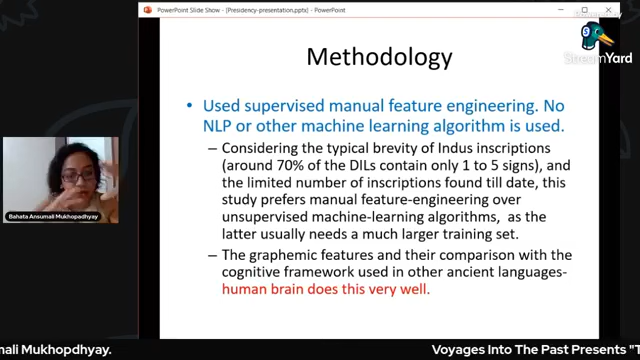 PowerPoint Slide Show - [Presidency-presentation.pptx] - PowerPoint
StreamYard
Methodology
• Used supervised manual feature engineering. No
NLP or other machine learning algorithm is used.
– Considering the typical brevity of Indus inscriptions
(around 70% of the DILs contain only 1 to 5 signs), and
the limited number of inscriptions found till date, this
study prefers manual feature-engineering over
unsupervised machine-learning algorithms, as the
latter usually needs a much larger training set.
– The graphemic features and their comparison with the
cognitive framework used in other ancient languages-
human brain does this very well.
Bahata Ansumali Mukhopadhyay
mali Mukhopdhyay.
Voyages Into The Past Presents "T